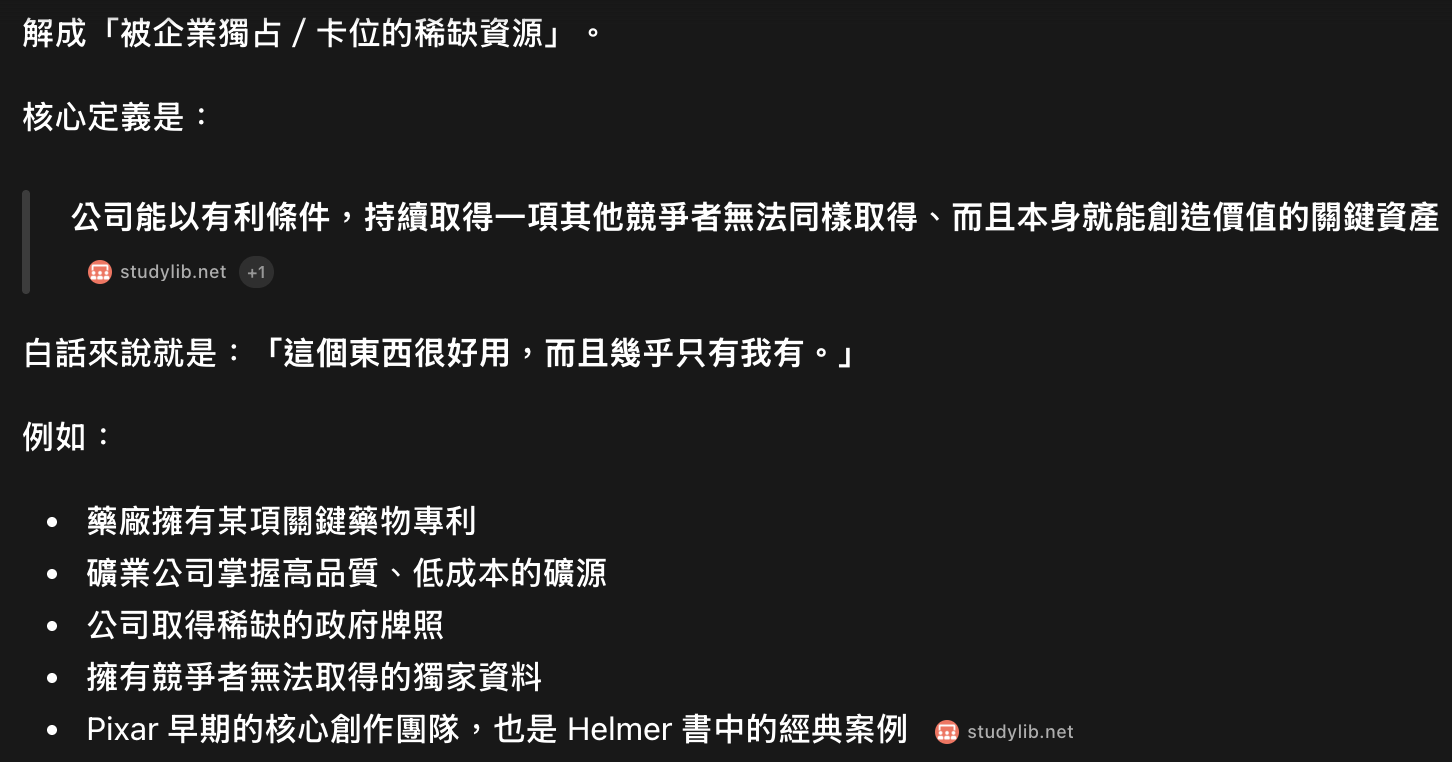 解成「被企業獨占 / 卡位的稀缺資源」。
核心定義是：
公司能以有利條件，持續取得一項其他競爭者無法同樣取得、而且本身就能創造價值的關鍵資產
studylib.net +1
白話來說就是：「這個東西很好用，而且幾乎只有我有。」
例如：
• 藥廠擁有某項關鍵藥物專利
• 礦業公司掌握高品質、低成本的礦源
• 公司取得稀缺的政府牌照
• 擁有競爭者無法取得的獨家資料
• Pixar 早期的核心創作團隊，也是 Helmer 書中的經典案例 studylib.net